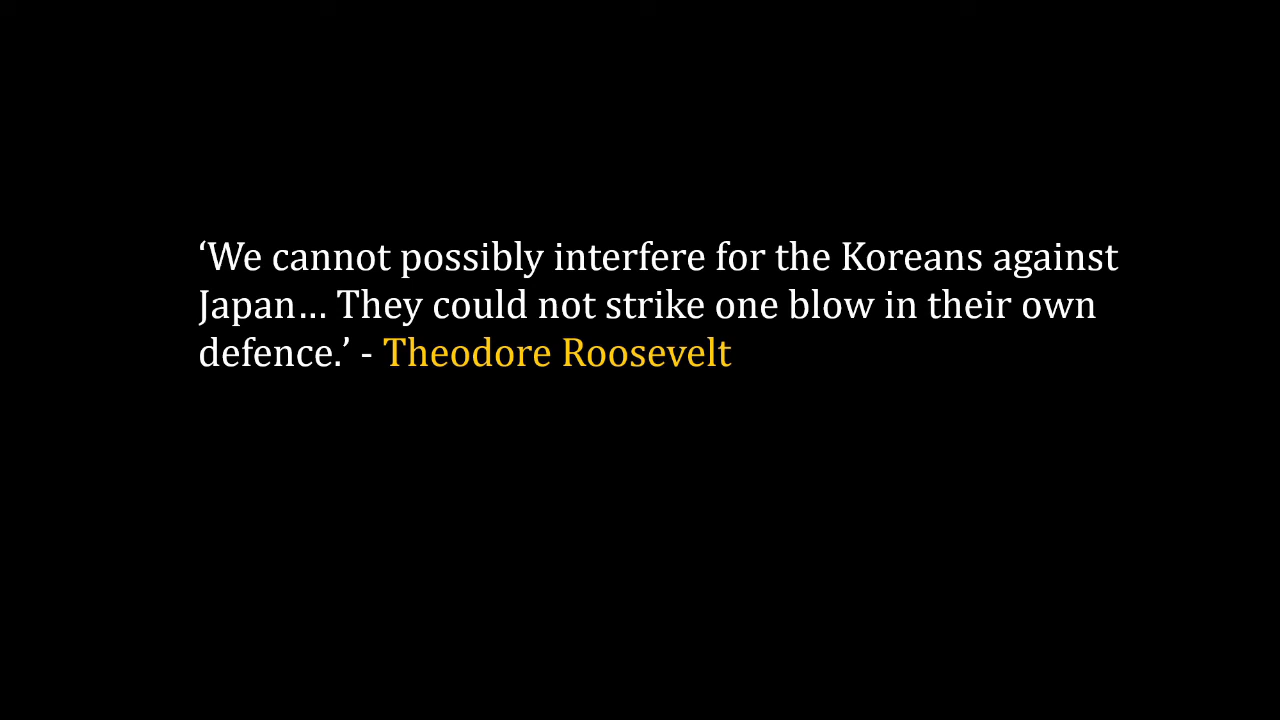 ‘We cannot possibly interfere for the Koreans against
Japan… They could not strike one blow in their own
defence.’ - Theodore Roosevelt